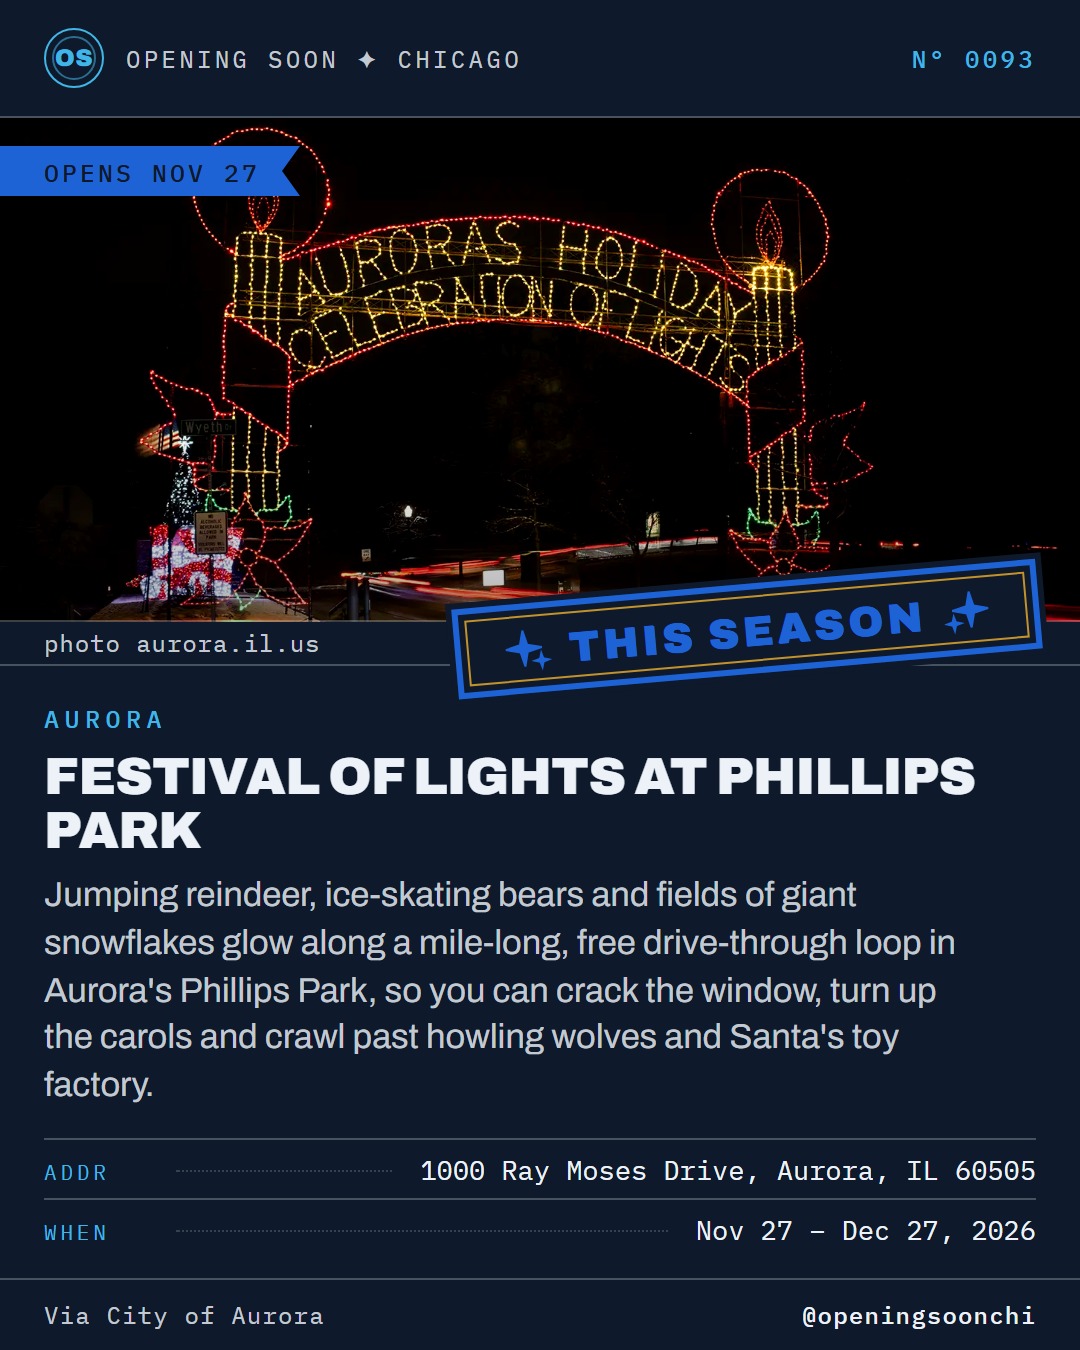 OS OPENING SOON ✦ CHICAGO
N° 0093
OPENS NOV 27
AURORAS HOLIDAY
CELEBRATION OF LIGHTS
Wyeth Dr
photo aurora.il.us
THIS SEASON
AURORA
FESTIVAL OF LIGHTS AT PHILLIPS
PARK
Jumping reindeer, ice-skating bears and fields of giant
snowflakes glow along a mile-long, free drive-through loop in
Aurora's Phillips Park, so you can crack the window, turn up
the carols and crawl past howling wolves and Santa's toy
factory.
ADDR 1000 Ray Moses Drive, Aurora, IL 60505
WHEN Nov 27 – Dec 27, 2026
Via City of Aurora
@openingsoonchi